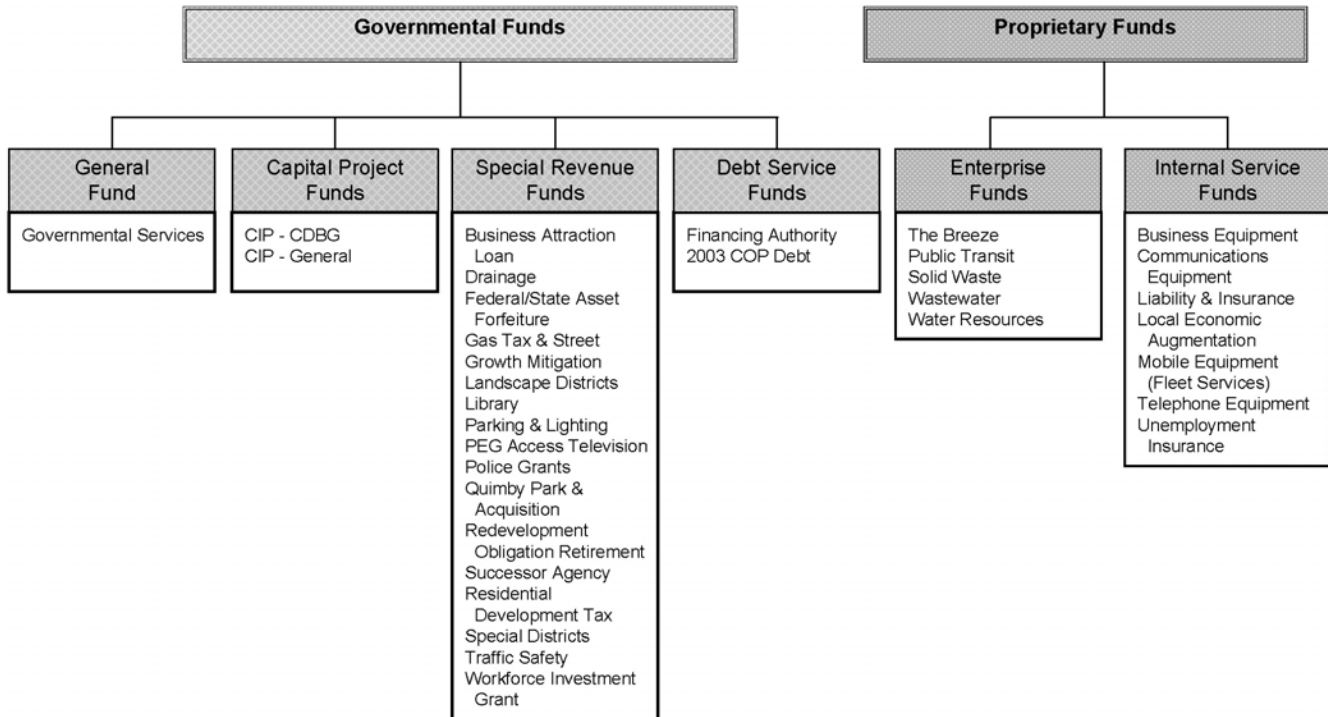 Governmental Funds
Proprietary Funds
General
Fund
Governmental Services
Capital Project
Funds
CIP - CDBG
CIP - General
Special Revenue
Funds
Business Attraction
Loan
Drainage
Federal/State Asset
Forfeiture
Gas Tax & Street
Growth Mitigation
Landscape Districts
Library
Parking & Lighting
PEG Access Television
Police Grants
Quimby Park &
Acquisition
Redevelopment
Obligation Retirement
Successor Agency
Residential
Development Tax
Special Districts
Traffic Safety
Workforce Investment
Grant
Debt Service
Funds
Financing Authority
2003 COP Debt
Enterprise
Funds
The Breeze
Public Transit
Solid Waste
Wastewater
Water Resources
Internal Service
Funds
Business Equipment
Communications
Equipment
Liability & Insurance
Local Economic
Augmentation
Mobile Equipment
(Fleet Services)
Telephone Equipment
Unemployment
Insurance